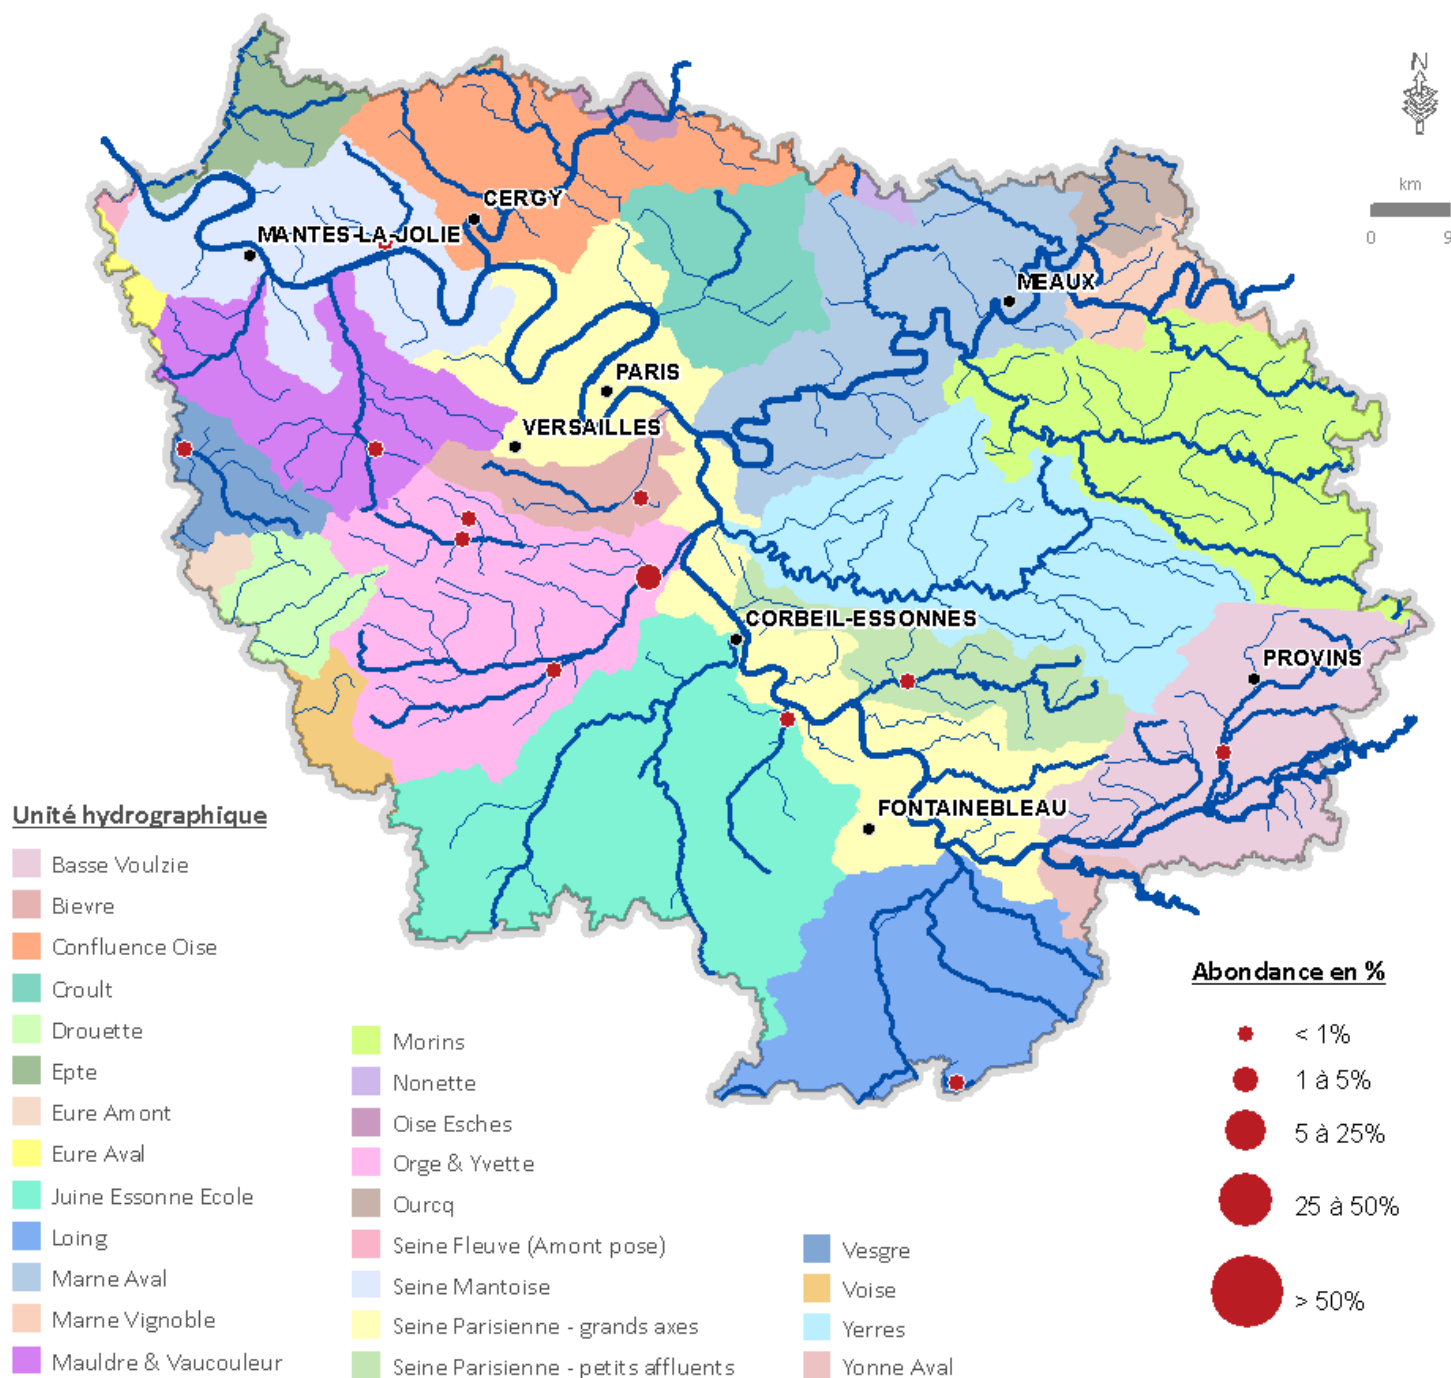 N
km
0 9
CERGY
MANTES-LA-JOLIE
MEAUX
PARIS
VERSAILLES
CORBEIL-ESSONNES
PROVINS
FONTAINEBLEAU
Unité hydrographique
Basse Voulzie
Bievre
Confluence Oise
Croult
Drouette
Epte
Eure Amont
Eure Aval
Juine Essonne Ecole
Loing
Marne Aval
Marne Vignoble
Mauldre & Vaucouleur
Morins
Nonette
Oise Esches
Orge & Yvette
Ourcq
Seine Fleuve (Amont pose)
Seine Mantoise
Seine Parisienne - grands axes
Seine Parisienne - petits affluents
Vesgre
Voise
Yerres
Yonne Aval
Abondance en %
< 1%
1 à 5%
5 à 25%
25 à 50%
> 50%